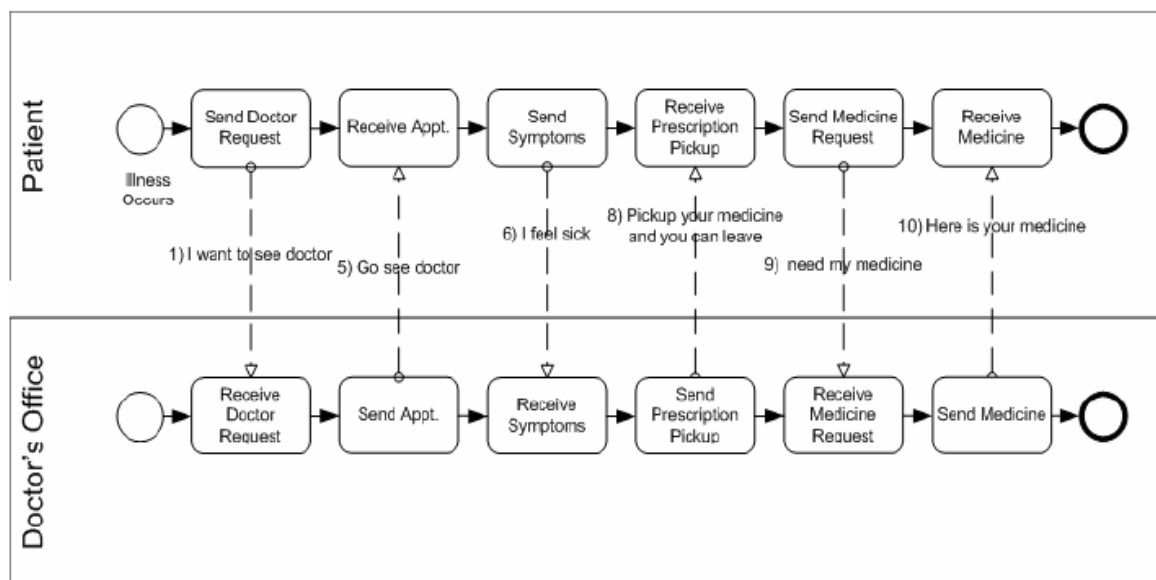 Patient
Send Doctor
Request
Receive Appt.
Send
Symptoms
Receive
Prescription
Pickup
Send Medicine
Request
Receive
Medicine
Illness
Occurs
1) I want to see doctor
5) Go see doctor
6) I feel sick
8) Pickup your medicine
and you can leave
9) need my medicine
10) Here is your medicine
Doctor's Office
Receive
Doctor
Request
Send Appt.
Receive
Symptoms
Send
Prescription
Pickup
Receive
Medicine
Request
Send Medicine